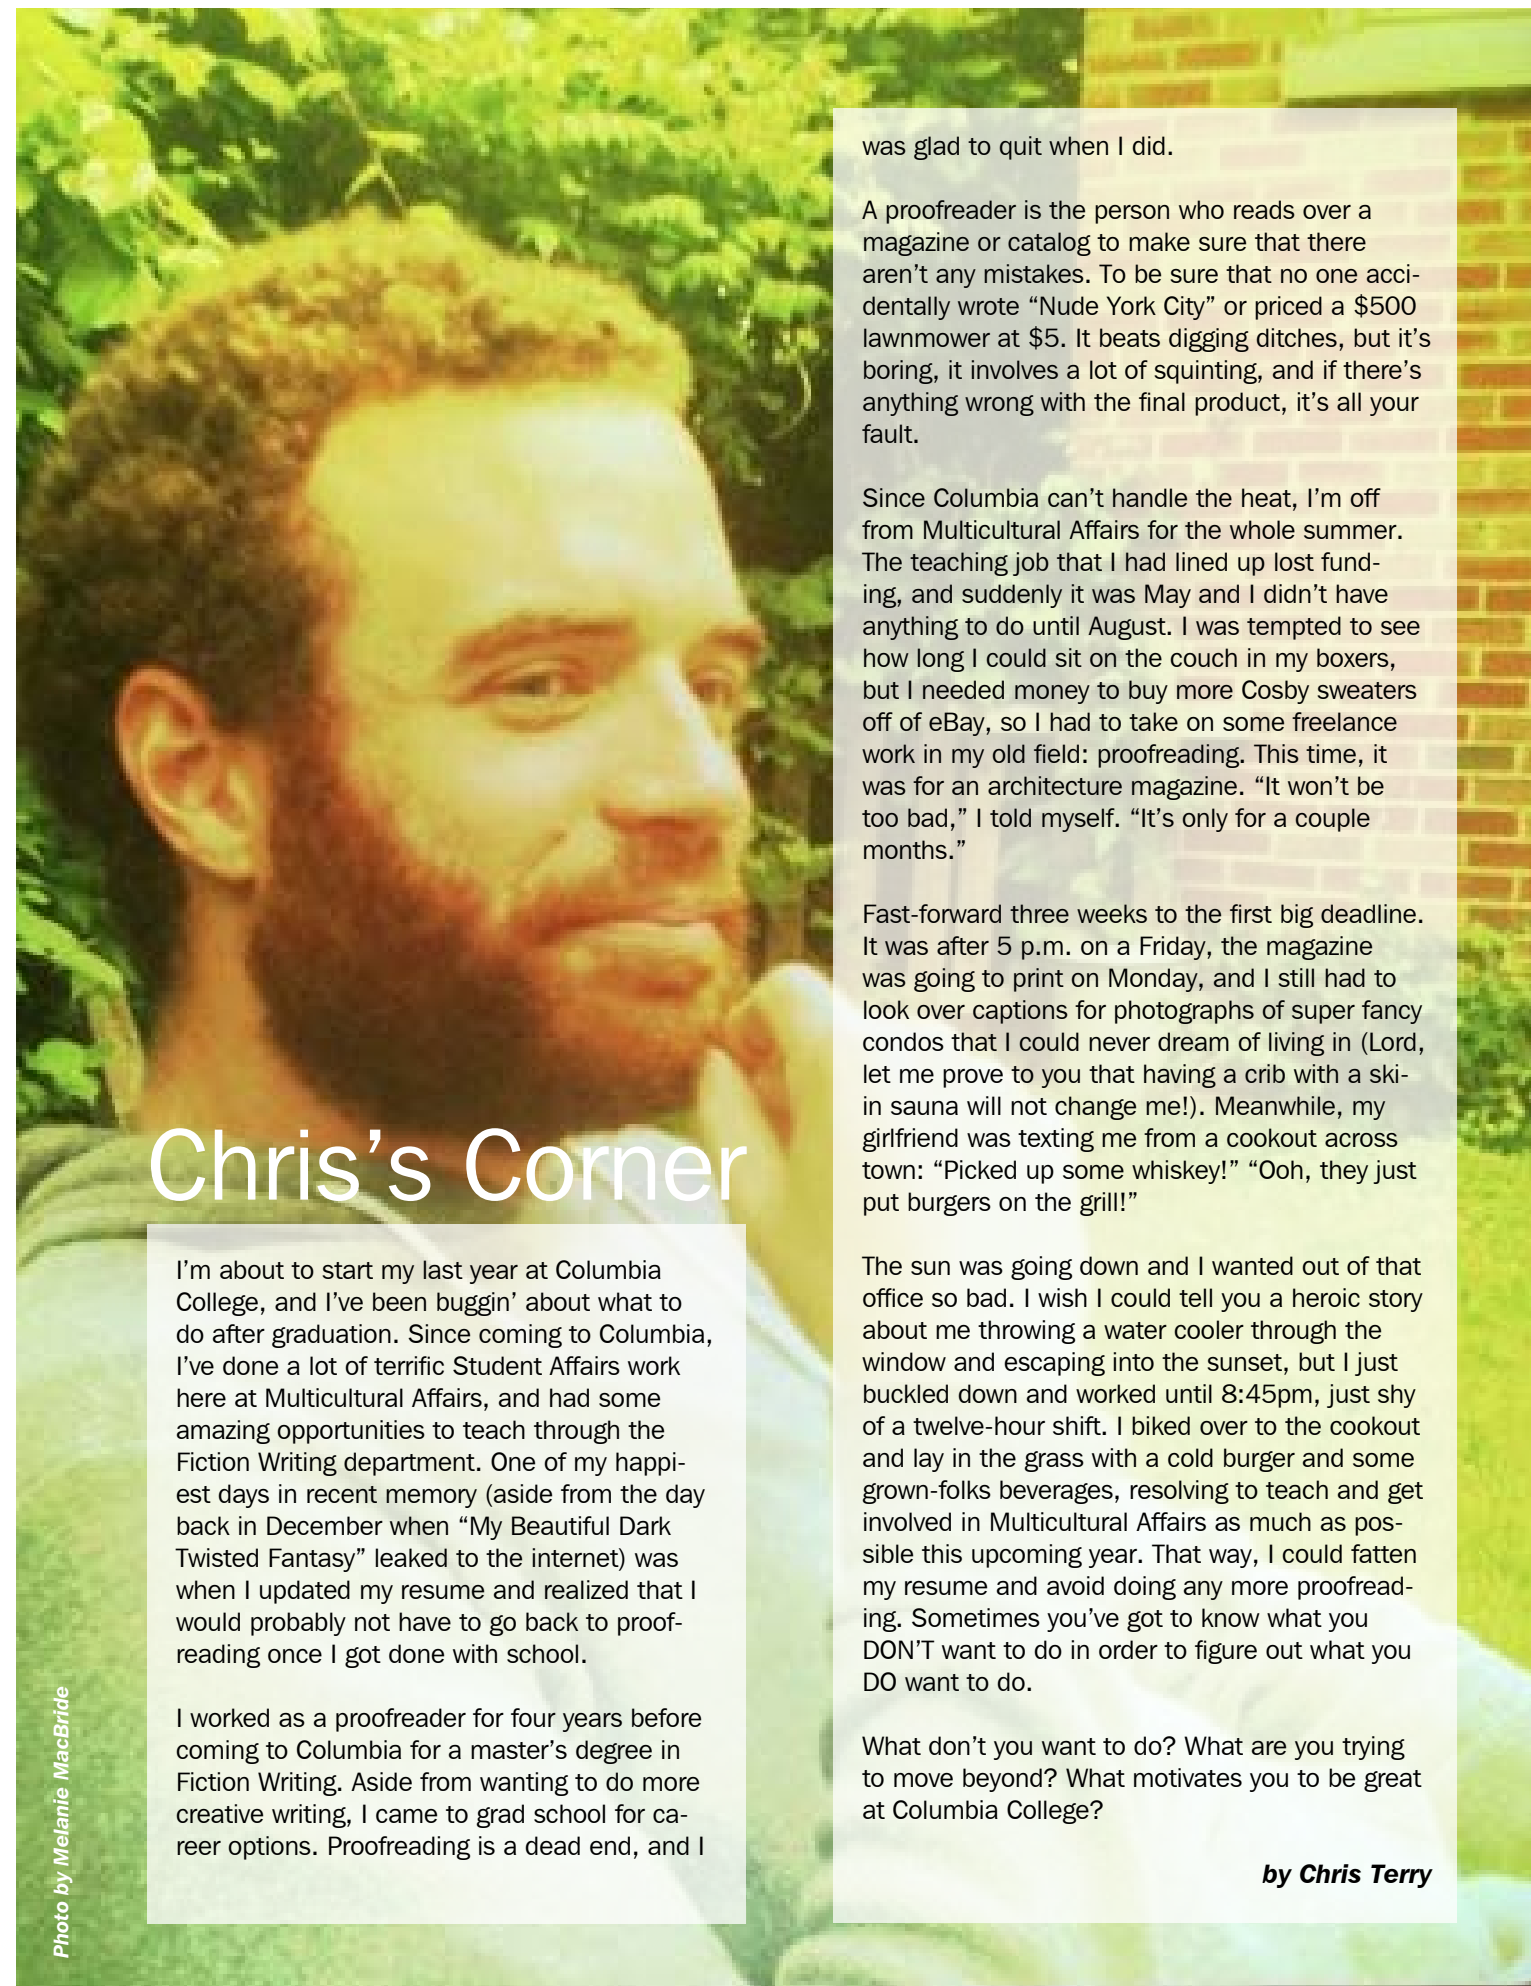 Chris’s Corner
I’m about to start my last year at Columbia
College, and I’ve been buggin’ about what to
do after graduation. Since coming to Columbia,
I’ve done a lot of terrific Student Affairs work
here at Multicultural Affairs, and had some
amazing opportunities to teach through the
Fiction Writing department. One of my happi-
est days in recent memory (aside from the day
back in December when “My Beautiful Dark
Twisted Fantasy” leaked to the internet) was
when I updated my resume and realized that I
would probably not have to go back to proof-
reading once I got done with school.
I worked as a proofreader for four years before
coming to Columbia for a master’s degree in
Fiction Writing. Aside from wanting to do more
creative writing, I came to grad school for ca-
reer options. Proofreading is a dead end, and I
was glad to quit when I did.
A proofreader is the person who reads over a
magazine or catalog to make sure that there
aren’t any mistakes. To be sure that no one acci-
dentally wrote “Nude York City” or priced a $500
lawnmower at $5. It beats digging ditches, but it’s
boring, it involves a lot of squinting, and if there’s
anything wrong with the final product, it’s all your
fault.
Since Columbia can’t handle the heat, I’m off
from Multicultural Affairs for the whole summer.
The teaching job that I had lined up lost fund-
ing, and suddenly it was May and I didn’t have
anything to do until August. I was tempted to see
how long I could sit on the couch in my boxers,
but I needed money to buy more Cosby sweaters
off of eBay, so I had to take on some freelance
work in my old field: proofreading. This time, it
was for an architecture magazine. “It won’t be
too bad,” I told myself. “It’s only for a couple
months.”
Fast-forward three weeks to the first big deadline.
It was after 5 p.m. on a Friday, the magazine
was going to print on Monday, and I still had to
look over captions for photographs of super fancy
condos that I could never dream of living in (Lord,
let me prove to you that having a crib with a ski-
in sauna will not change me!). Meanwhile, my
girlfriend was texting me from a cookout across
town: “Picked up some whiskey!” “Ooh, they just
put burgers on the grill!”
The sun was going down and I wanted out of that
office so bad. I wish I could tell you a heroic story
about me throwing a water cooler through the
window and escaping into the sunset, but I just
buckled down and worked until 8:45pm, just shy
of a twelve-hour shift. I biked over to the cookout
and lay in the grass with a cold burger and some
grown-folks beverages, resolving to teach and get
involved in Multicultural Affairs as much as pos-
sible this upcoming year. That way, I could fatten
my resume and avoid doing any more proofread-
ing. Sometimes you’ve got to know what you
DON’T want to do in order to figure out what you
DO want to do.
What don’t you want to do? What are you trying
to move beyond? What motivates you to be great
at Columbia College?
by Chris Terry
Photo by Melanie MacBride